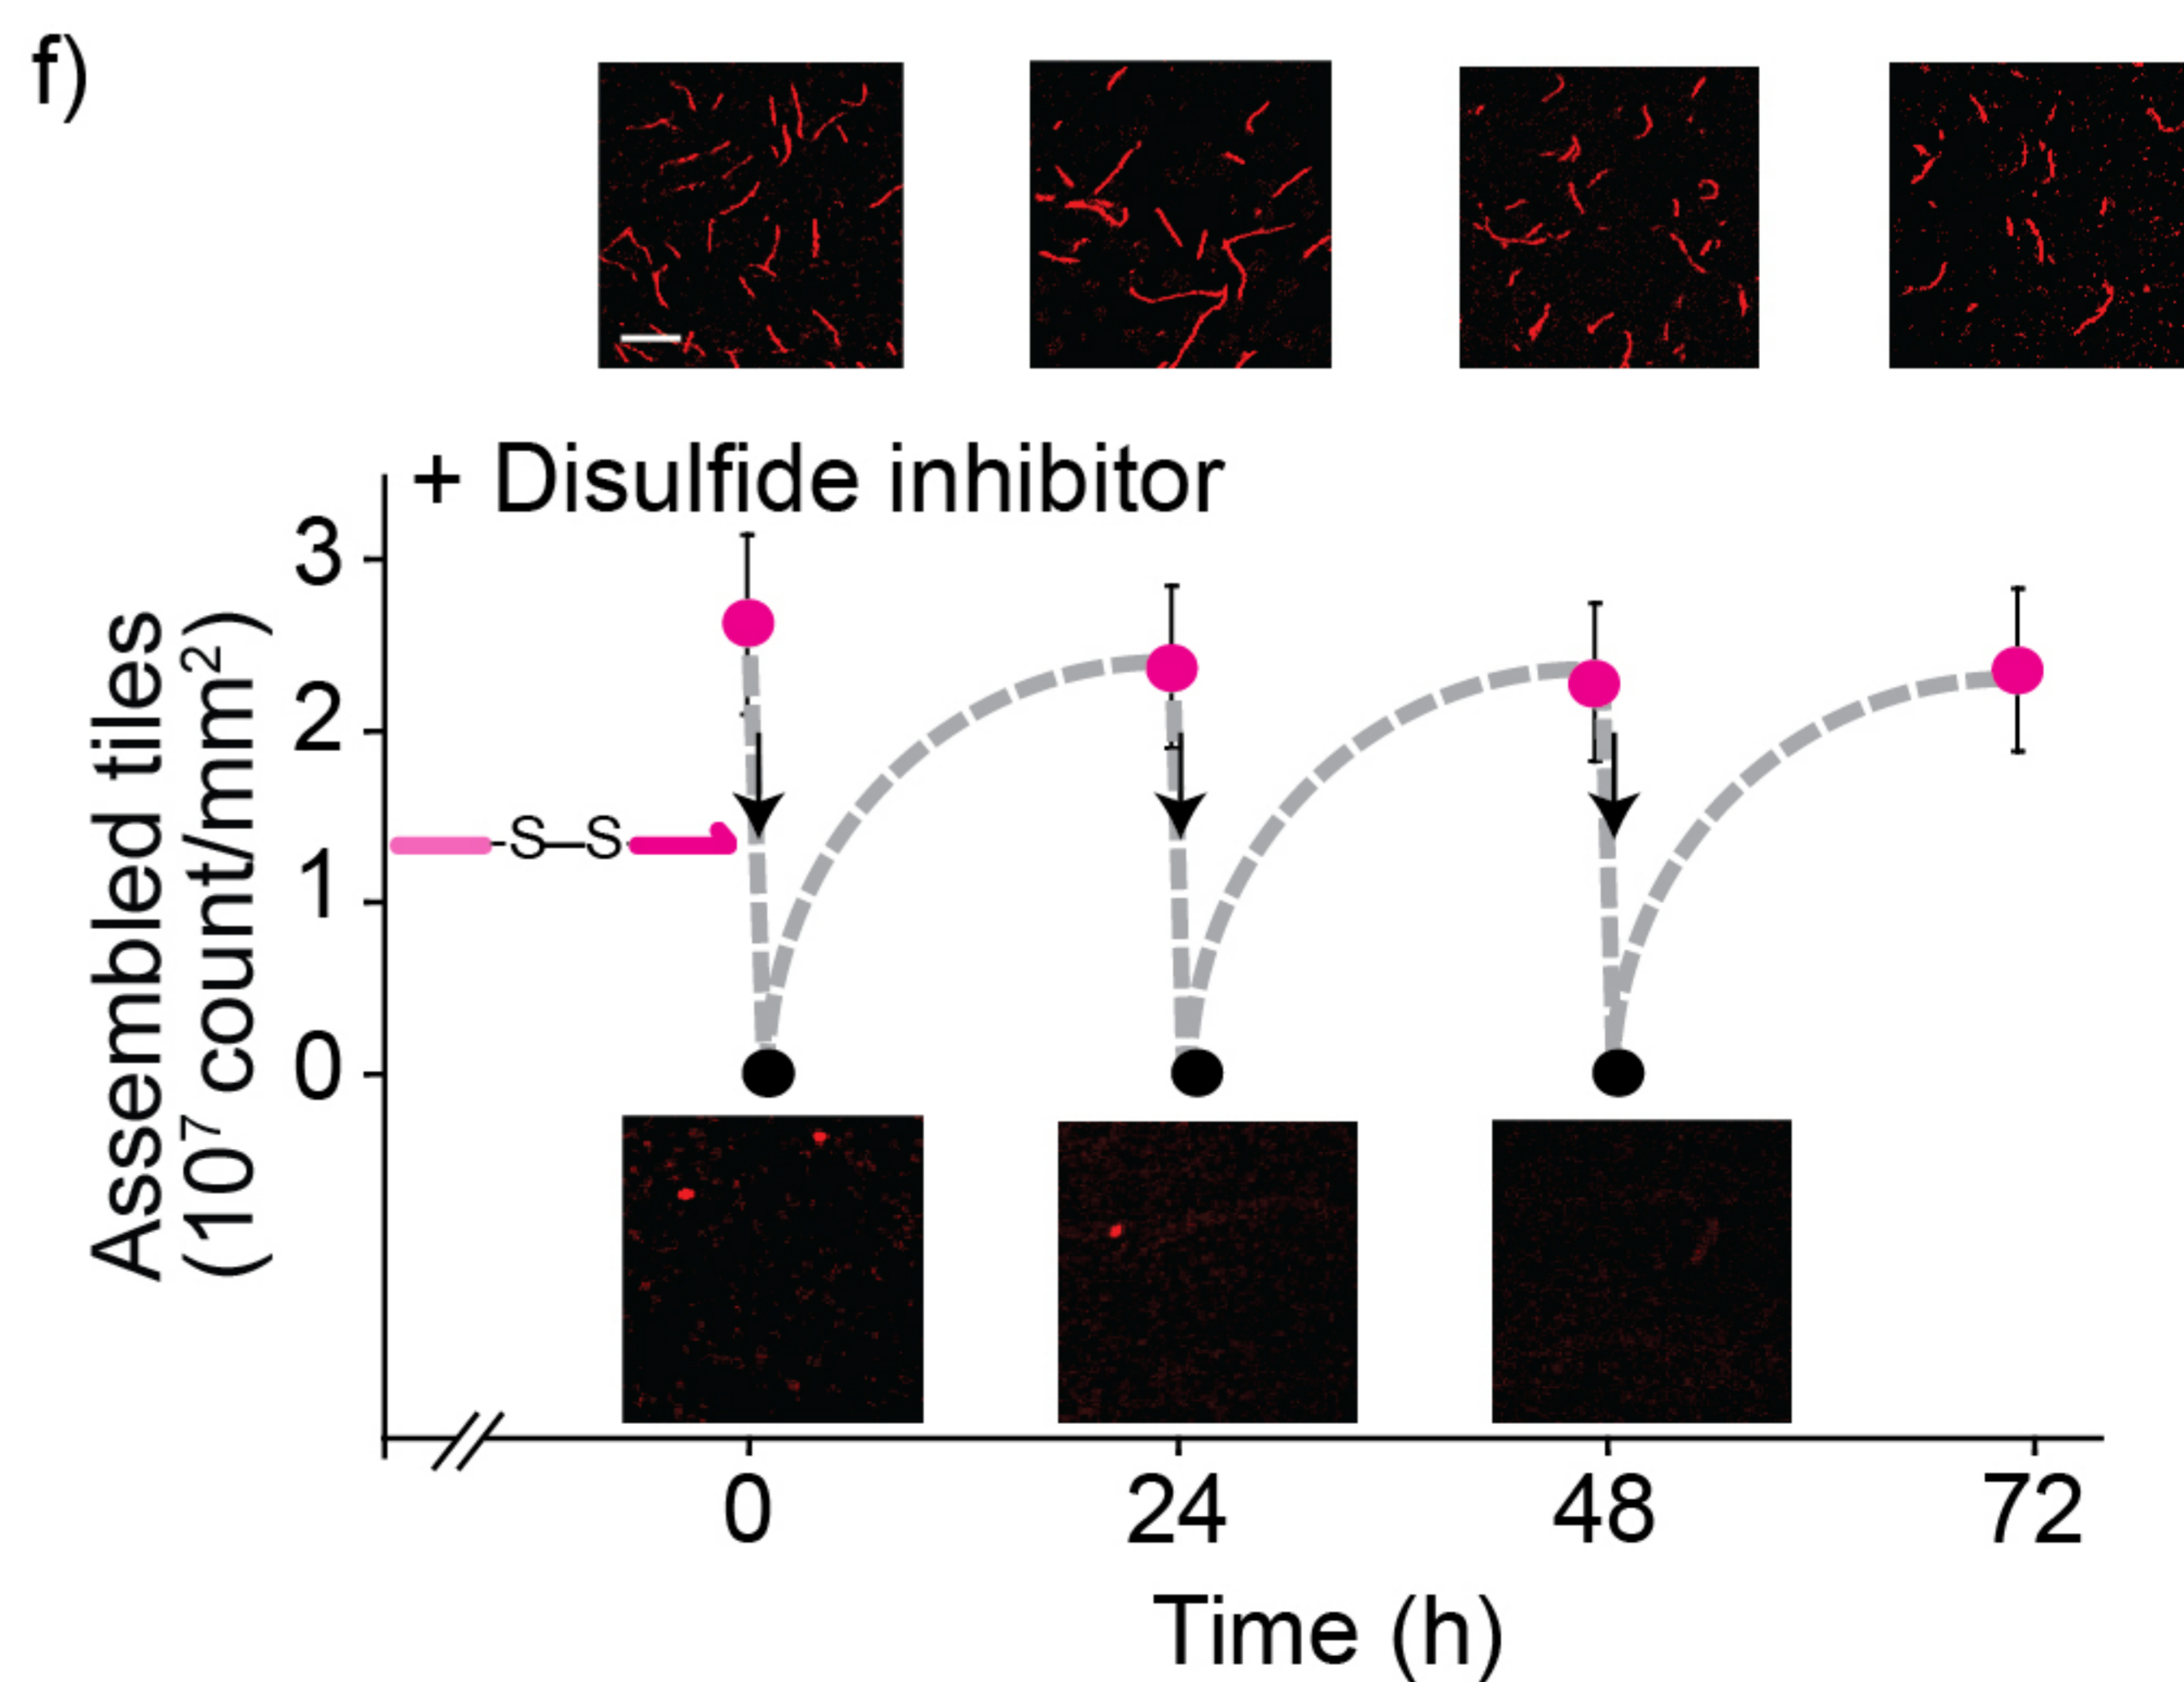 f)
+ Disulfide inhibitor
Assembled tiles
(10⁷ count/mm²)
3
2
1
0
S—S
0 24 48 72
Time (h)